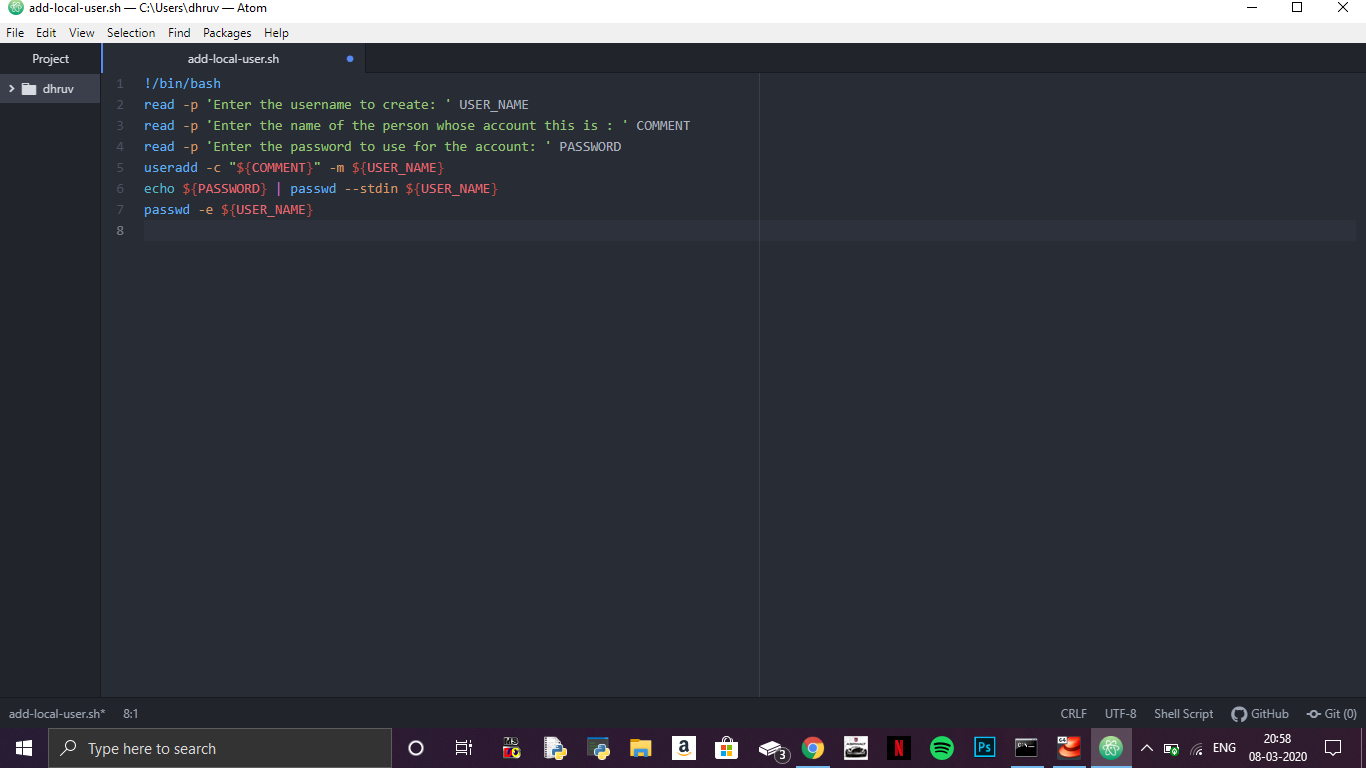 add-local-user.sh — C:\Users\dhruv — Atom
File Edit View Selection Find Packages Help
Project
add-local-user.sh
dhruv
1 !/bin/bash
2 read -p 'Enter the username to create: ' USER_NAME
3 read -p 'Enter the name of the person whose account this is : ' COMMENT
4 read -p 'Enter the password to use for the account: ' PASSWORD
5 useradd -c "${COMMENT}" -m ${USER_NAME}
6 echo ${PASSWORD} | passwd --stdin ${USER_NAME}
7 passwd -e ${USER_NAME}
8
add-local-user.sh* 8:1 CRLF UTF-8 Shell Script GitHub Git (0)
Type here to search
a
3
N
Ps
64
ENG
20:58
08-03-2020